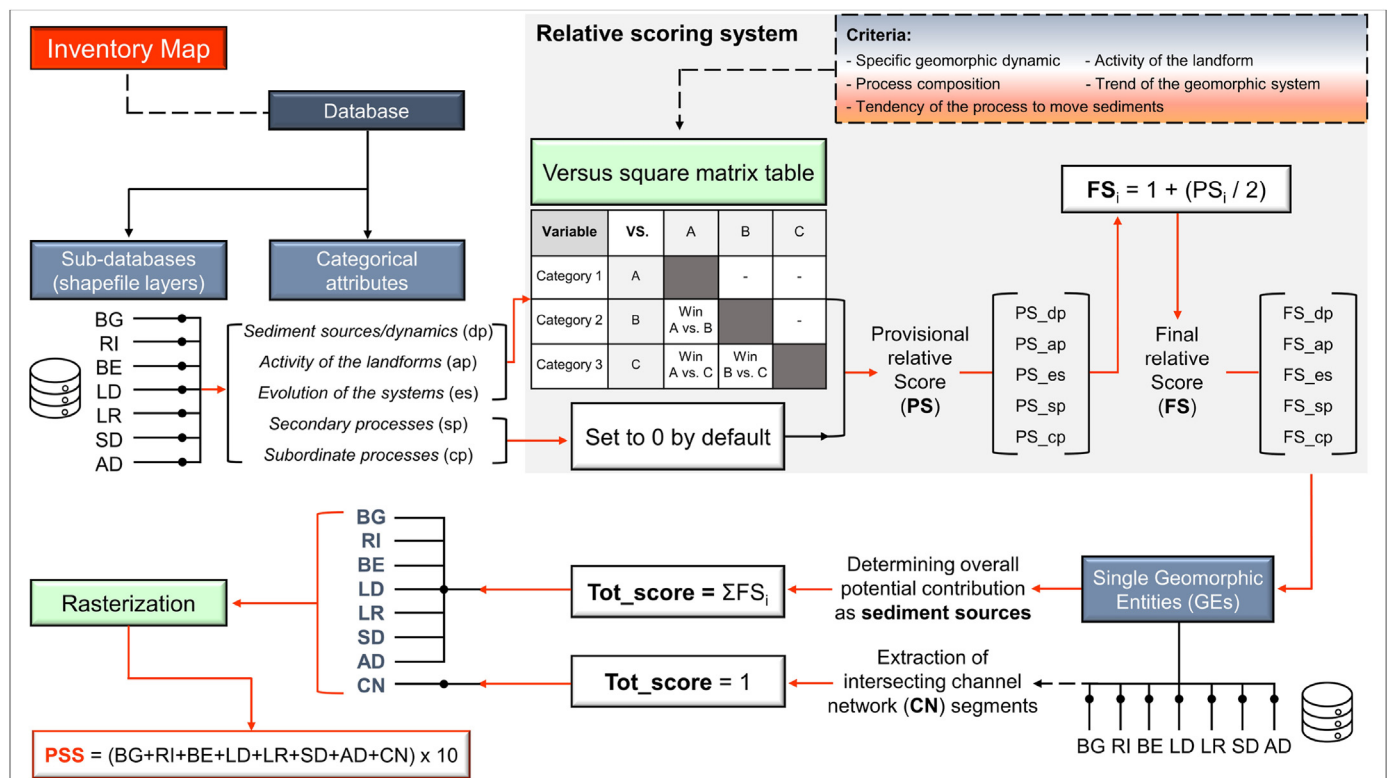 Inventory Map
Database
Sub-databases
(shapefile layers)
Categorical
attributes
BG
RI
BE
LD
LR
SD
AD
Sediment sources/dynamics (dp)
Activity of the landforms (ap)
Evolution of the systems (es)
Secondary processes (sp)
Subordinate processes (cp)
Relative scoring system
Criteria:
- Specific geomorphic dynamic - Activity of the landform
- Process composition - Trend of the geomorphic system
- Tendency of the process to move sediments
Versus square matrix table
Variable VS. A B C
Category 1 A - -
Category 2 B Win A vs. B -
Category 3 C Win A vs. C Win B vs. C
Set to 0 by default
Provisional
relative
Score
(PS)
PS_dp
PS_ap
PS_es
PS_sp
PS_cp
FSi = 1 + (PSi / 2)
Final
relative
Score
(FS)
FS_dp
FS_ap
FS_es
FS_sp
FS_cp
Single Geomorphic
Entities (GEs)
BG RI BE LD LR SD AD
Determining overall
potential contribution
as sediment sources
Extraction of
intersecting channel
network (CN) segments
Tot_score = ΣFSi
Tot_score = 1
BG
RI
BE
LD
LR
SD
AD
CN
Rasterization
PSS = (BG+RI+BE+LD+LR+SD+AD+CN) x 10